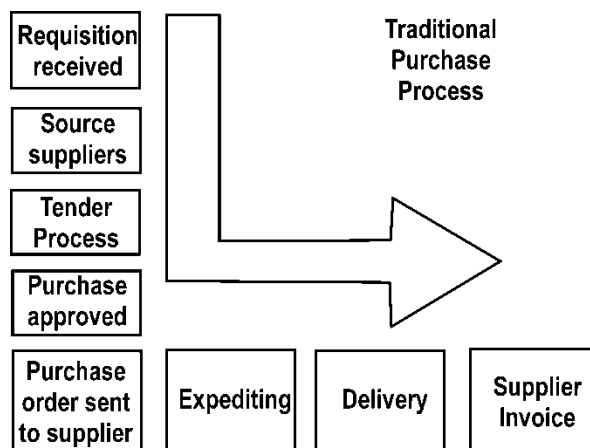 Requisition
received
Traditional
Purchase
Process
Source
suppliers
Tender
Process
Purchase
approved
Purchase
order sent
to supplier
Expediting
Delivery
Supplier
Invoice